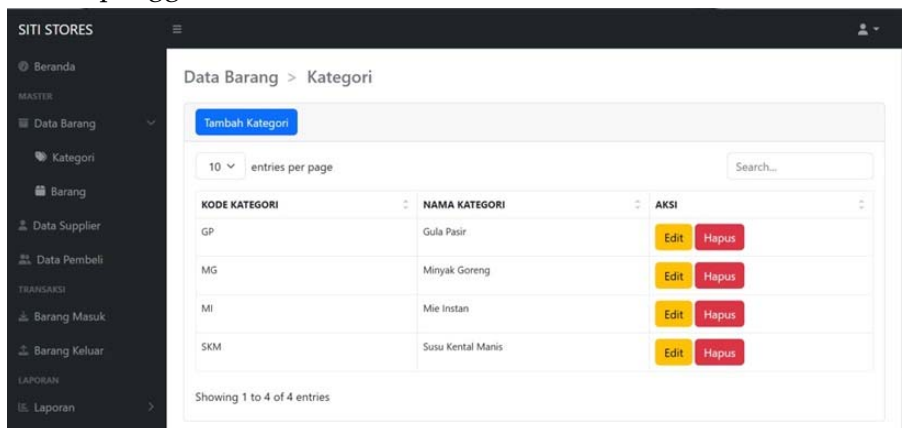 SITI STORES
Beranda
MASTER
Data Barang
Kategori
Barang
Data Supplier
Data Pembeli
TRANSAKSI
Barang Masuk
Barang Keluar
LAPORAN
Laporan
Data Barang > Kategori
Tambah Kategori
10 entries per page
Search...
KODE KATEGORI NAMA KATEGORI AKSI
GP Gula Pasir Edit Hapus
MG Minyak Goreng Edit Hapus
MI Mie Instan Edit Hapus
SKM Susu Kental Manis Edit Hapus
Showing 1 to 4 of 4 entries